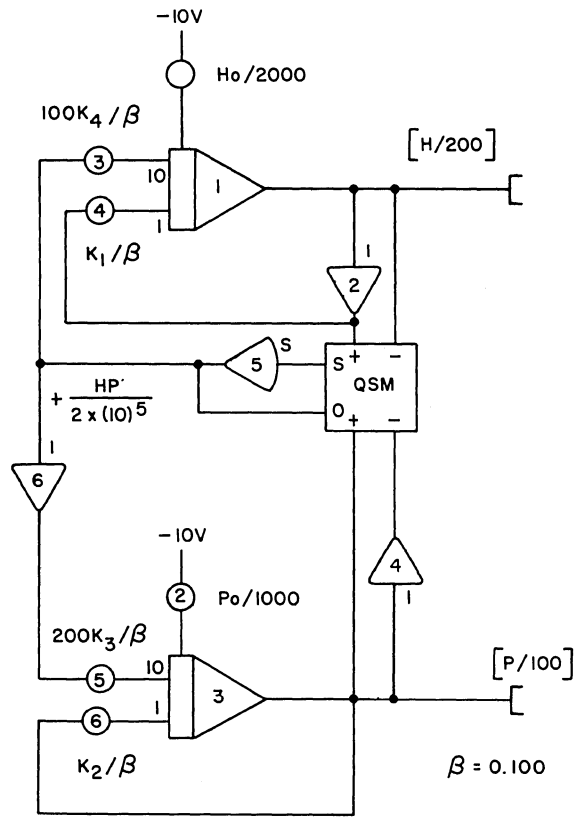 −10V
Ho/2000
100K₄/β
[H/200]
3
10
1
4
1
K₁/β
1
2
5
S
S
+
−
QSM
O
+
−
+ HP
2 x (10)⁵
1
6
−10V
4
1
2
Po/1000
200K₃/β
[P/100]
5
10
3
6
1
K₂/β
β = 0.100